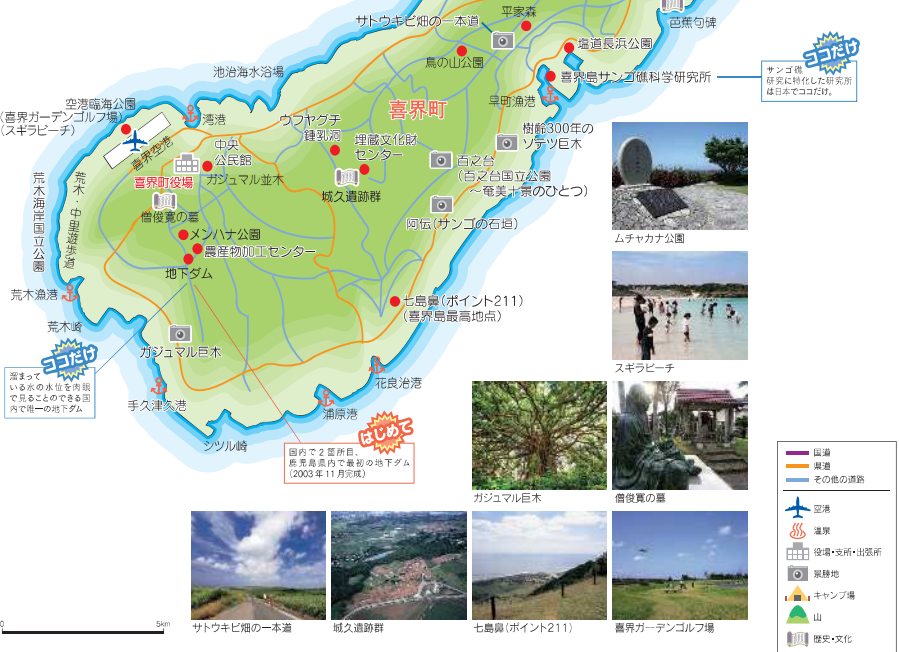 平家森
サトウキビ畑の一本道
芭蕉句碑
塩道長浜公園
鳥の山公園
ココだけ
サンゴ礁
研究に特化した研究所
は日本でココだけ。
喜界島サンゴ礁科学研究所
池治海水浴場
早町漁港
喜界町
空港臨海公園
(喜界ガーデンゴルフ場)
(スギラビーチ)
湾港
ウフヤグチ
鍾乳洞
樹齢300年の
ソテツ巨木
喜界空港
中央
公民館
埋蔵文化財
センター
百之台
(百之台国立公園
～奄美十景のひとつ)
喜界町役場
ガジュマル並木
城久遺跡群
荒木海岸国立公園
荒木・中里遊歩道
僧俊寛の墓
阿伝(サンゴの石垣)
メンハナ公園
農産物加工センター
地下ダム
ムチャカナ公園
荒木漁港
七島鼻(ポイント211)
(喜界島最高地点)
荒木崎
ガジュマル巨木
ココだけ
溜まって
いる水の水位を肉眼
で見ることのできる国
内で唯一の地下ダム
スギラビーチ
花良治港
手久津久港
浦原港
はじめて
シツル崎
国内で2箇所目、
鹿児島県内で最初の地下ダム
(2003年11月完成)
ガジュマル巨木
僧俊寛の墓
国道
県道
その他の道路
空港
温泉
役場・支所・出張所
景勝地
キャンプ場
山
歴史・文化
0
5km
サトウキビ畑の一本道
城久遺跡群
七島鼻(ポイント211)
喜界ガーデンゴルフ場